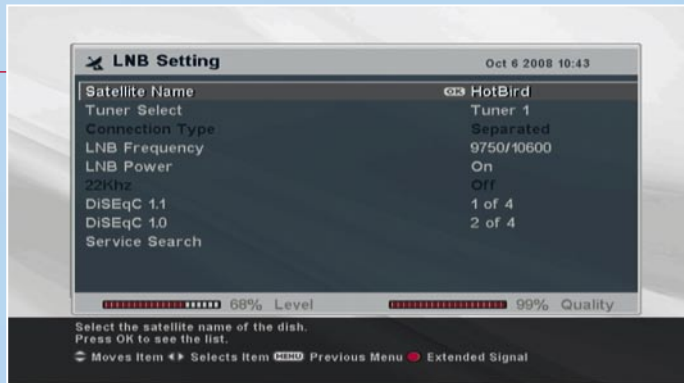 LNB Setting Oct 6 2008 10:43
Satellite Name OK HotBird
Tuner Select Tuner 1
Connection Type Separated
LNB Frequency 9750/10600
LNB Power On
22Khz Off
DiSEqC 1.1 1 of 4
DiSEqC 1.0 2 of 4
Service Search
68% Level 99% Quality
Select the satellite name of the dish.
Press OK to see the list.
Moves Item Selects Item MENU Previous Menu Extended Signal